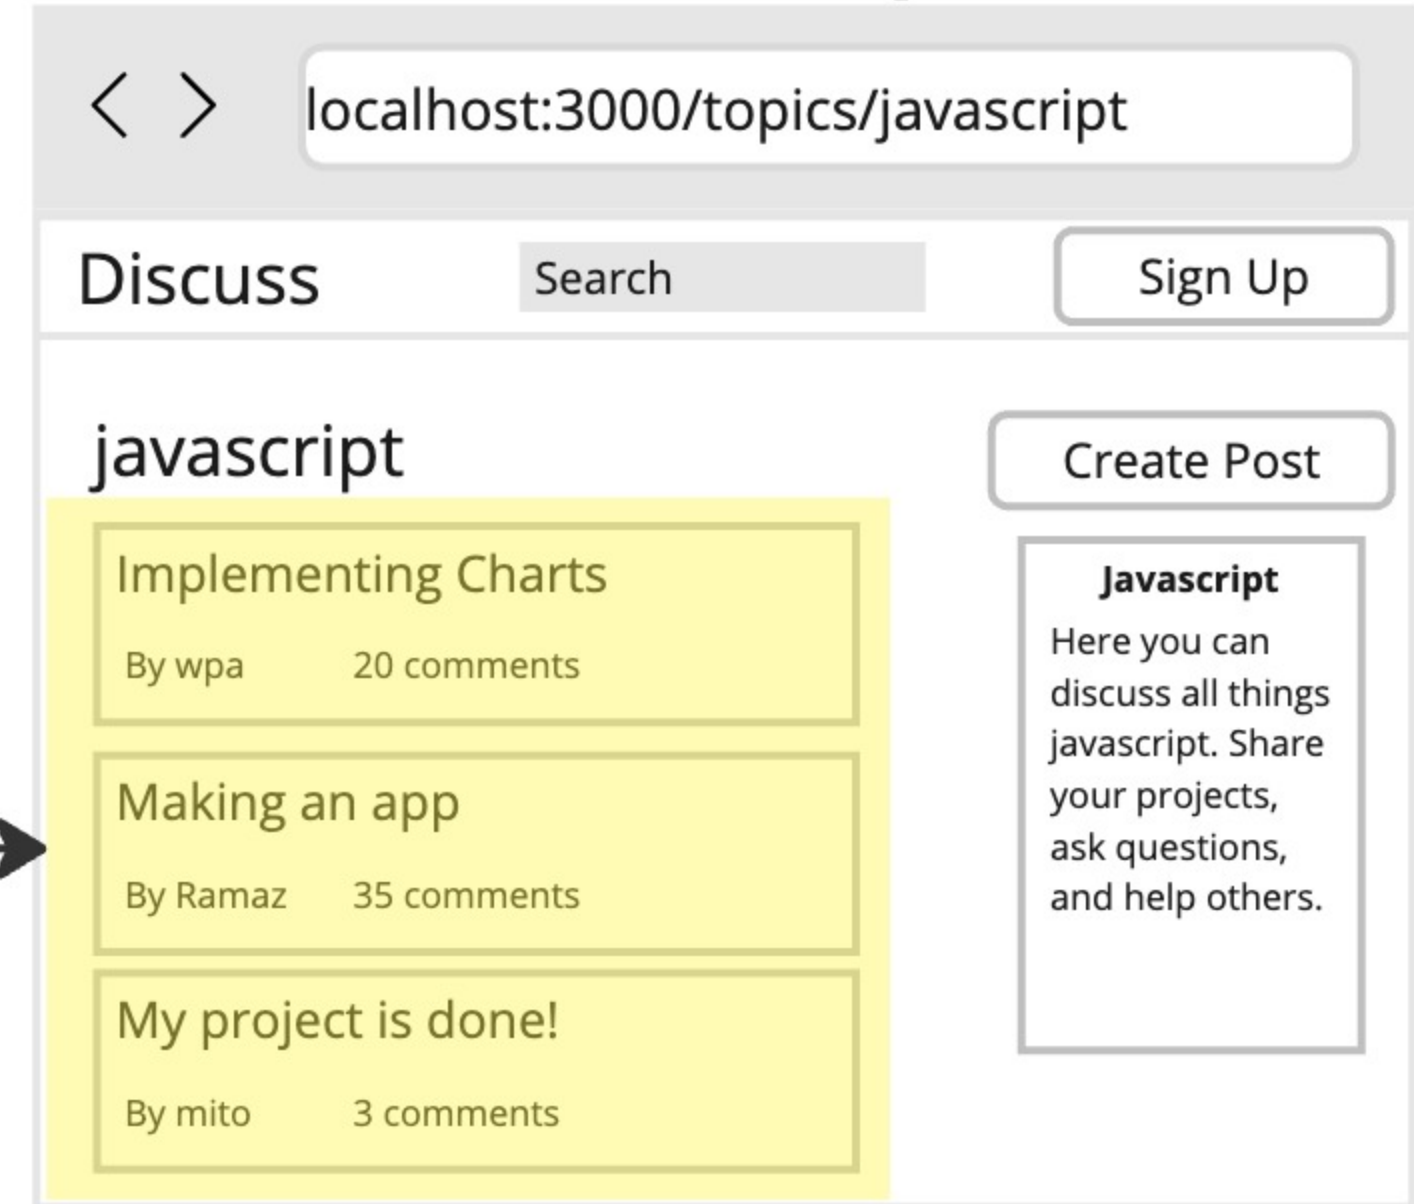 localhost:3000/topics/javascript
Discuss
Search
Sign Up
javascript
Create Post
Implementing Charts
By wpa
20 comments
Making an app
By Ramaz
35 comments
My project is done!
By mito
3 comments
Javascript
Here you can
discuss all things
javascript. Share
your projects,
ask questions,
and help others.